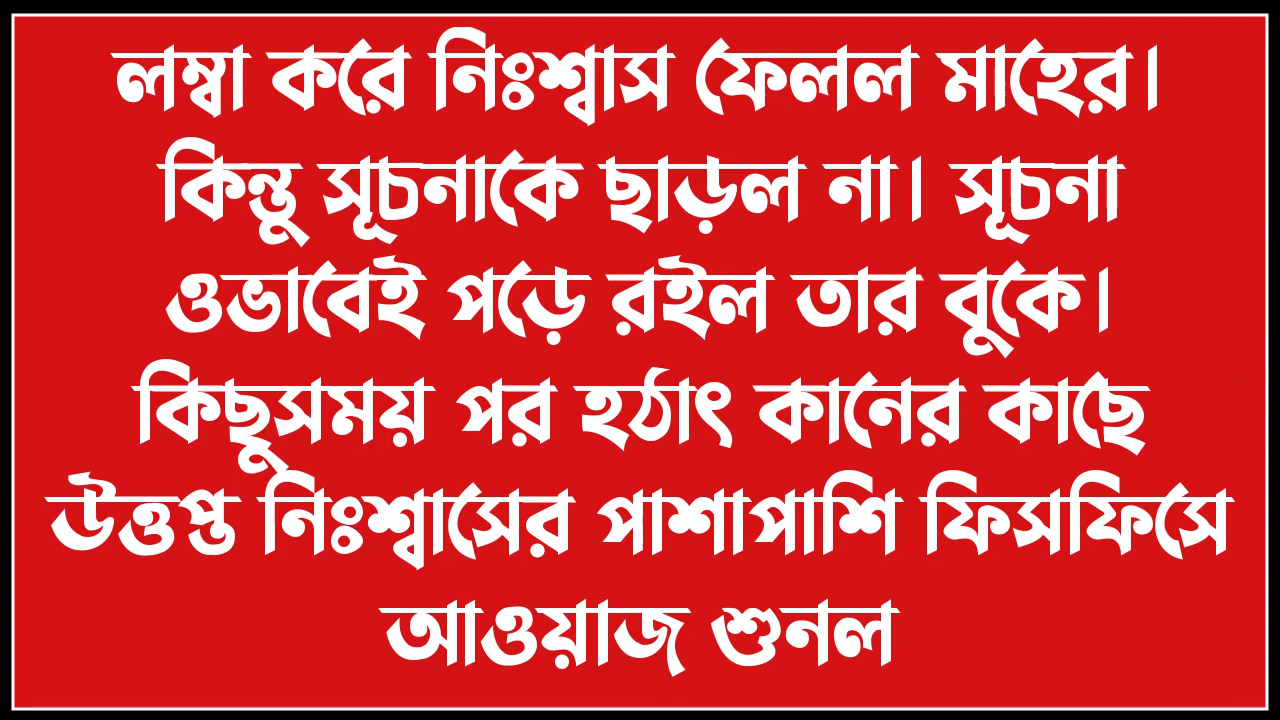 লম্বা করে নিঃশ্বাস ফেলল মাহের।
কিন্তু সূচনাকে ছাড়ল না। সূচনা
ওভাবেই পড়ে রইল তার বুকে।
কিছুসময় পর হঠাৎ কানের কাছে
উত্তপ্ত নিঃশ্বাসের পাশাপাশি ফিসফিসে
আওয়াজ শুনল